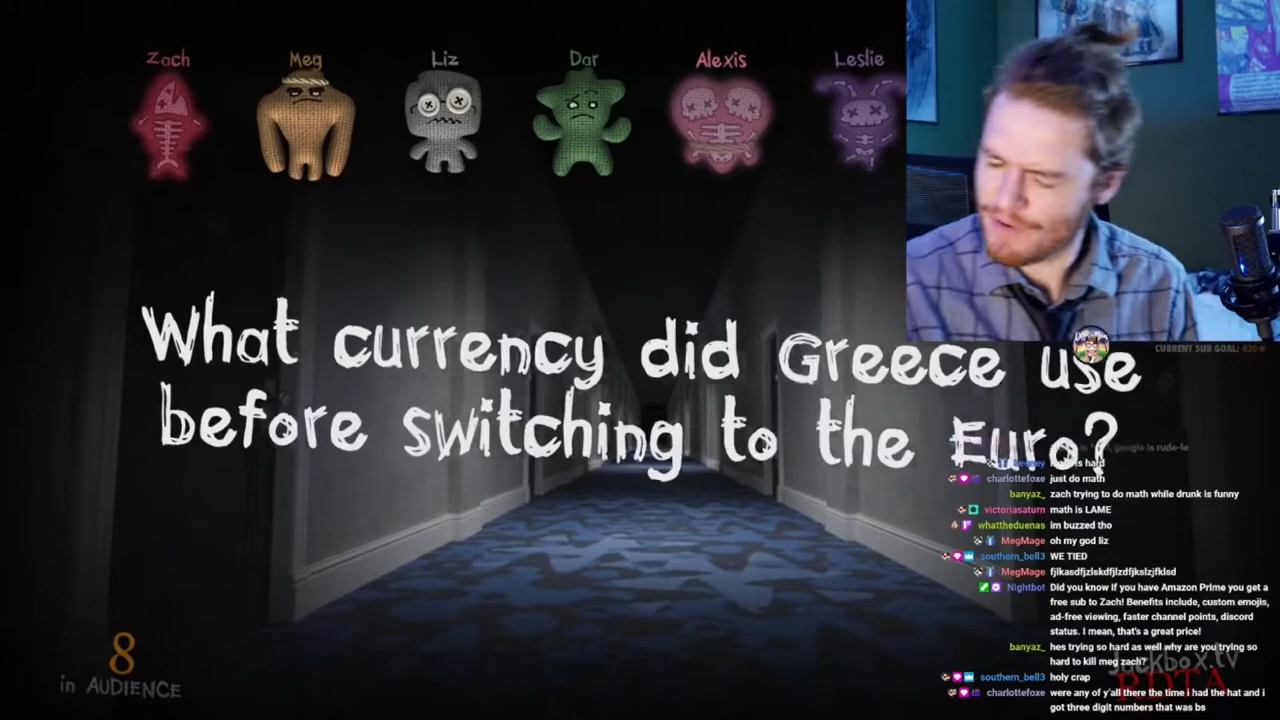 Zach
Meg
Liz
Dar
Alexis
Leslie
What currency did Greece use
before switching to the Euro?
CURRENT SUB GOAL:
google is rude-le
is hard
charlottefoxe just do math
banyaz_ zach trying to do math while drunk is funny
victoriasaturn math is LAME
whattheduenas im buzzed tho
MegMage oh my god liz
southern_bell3 WE TIED
MegMage fjlkasdfjzlskdfjlzdfjkslzjfklsd
Nightbot Did you know if you have Amazon Prime you get a
free sub to Zach! Benefits include, custom emojis,
ad-free viewing, faster channel points, discord
status. I mean, that's a great price!
banyaz_ hes trying so hard as well why are you trying so
hard to kill meg zach?
southern_bell3 holy crap
charlottefoxe were any of y'all there the time i had the hat and i
got three digit numbers that was bs
8
in AUDIENCE
Jackbox.tv